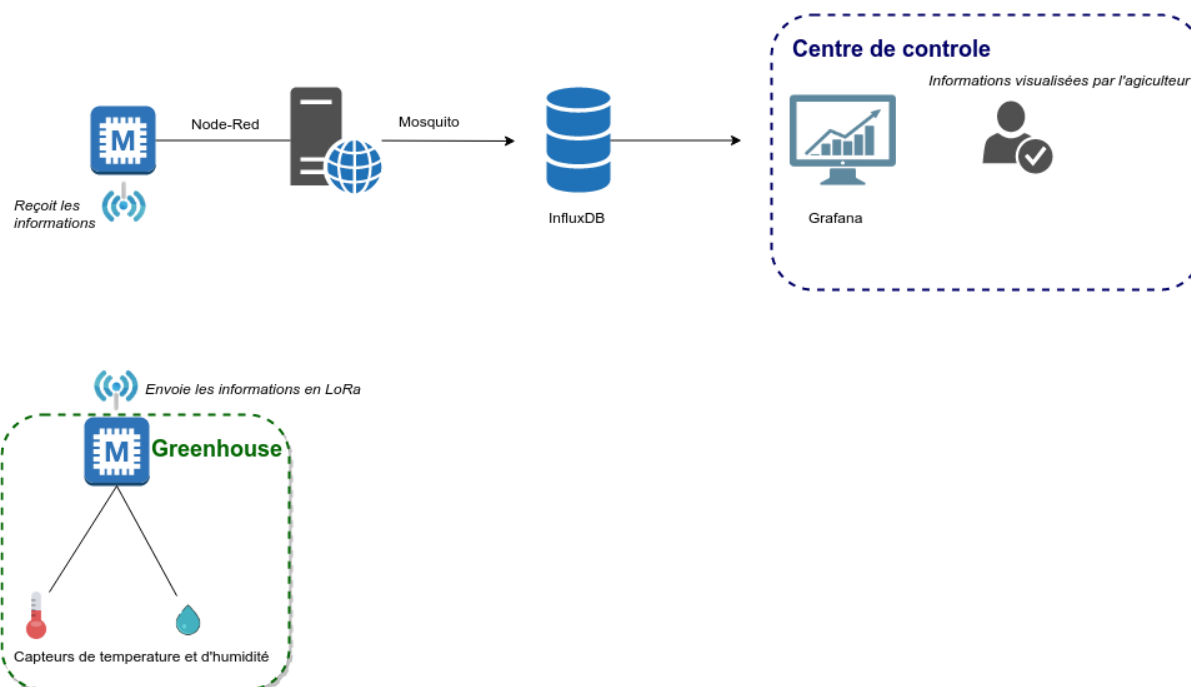 Centre de controle
Informations visualisées par l'agiculteur
Node-Red
Mosquito
M
Reçoit les
informations
InfluxDB
Grafana
Envoie les informations en LoRa
M
Greenhouse
Capteurs de temperature et d'humidité